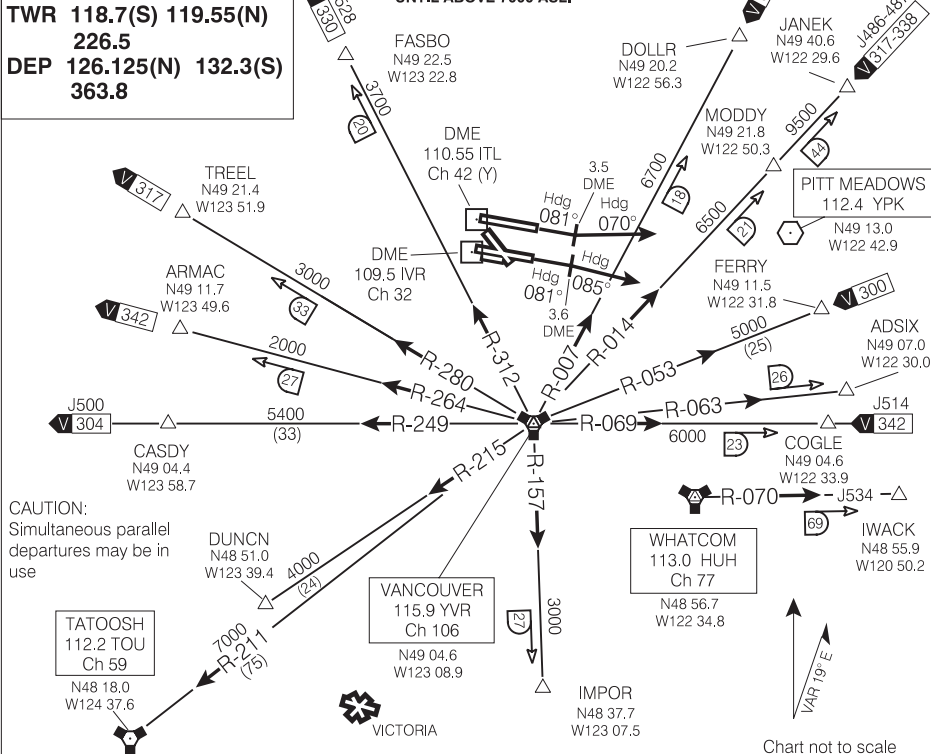 TWR 118.7(S) 119.55(N)
226.5
DEP 126.125(N) 132.3(S)
363.8
UNTIL ABOVE 7000 ASL.
330
FASBO
N49 22.5
W123 22.8
3700
20
DOLLR
N49 20.2
W122 56.3
V
JANEK
N49 40.6
W122 29.6
V 317-338
9500
44
MODDY
N49 21.8
W122 50.3
6700
18
6500
21
PITT MEADOWS
112.4 YPK
N49 13.0
W122 42.9
DME
110.55 ITL
Ch 42 (Y)
3.5
DME
Hdg
081°
Hdg
070°
DME
109.5 IVR
Ch 32
Hdg
081°
Hdg
085°
3.6
DME
V 317
TREEL
N49 21.4
W123 51.9
3000
33
ARMAC
N49 11.7
W123 49.6
V 342
2000
27
FERRY
N49 11.5
W122 31.8
V 300
5000
(25)
ADSIX
N49 07.0
W122 30.0
26
R-312
R-280
R-264
R-249
R-007
R-014
R-053
R-063
R-069
R-215
R-157
J500
V 304
5400
(33)
CASDY
N49 04.4
W123 58.7
6000
23
J514
V 342
COGLE
N49 04.6
W122 33.9
CAUTION:
Simultaneous parallel
departures may be in
use
DUNCN
N48 51.0
W123 39.4
4000
(24)
7000
R-211
(75)
TATOOSH
112.2 TOU
Ch 59
N48 18.0
W124 37.6
VANCOUVER
115.9 YVR
Ch 106
N49 04.6
W123 08.9
VICTORIA
3000
27
IMPOR
N48 37.7
W123 07.5
R-070
J534
69
WHATCOM
113.0 HUH
Ch 77
N48 56.7
W122 34.8
IWACK
N48 55.9
W120 50.2
VAR 19° E
Chart not to scale